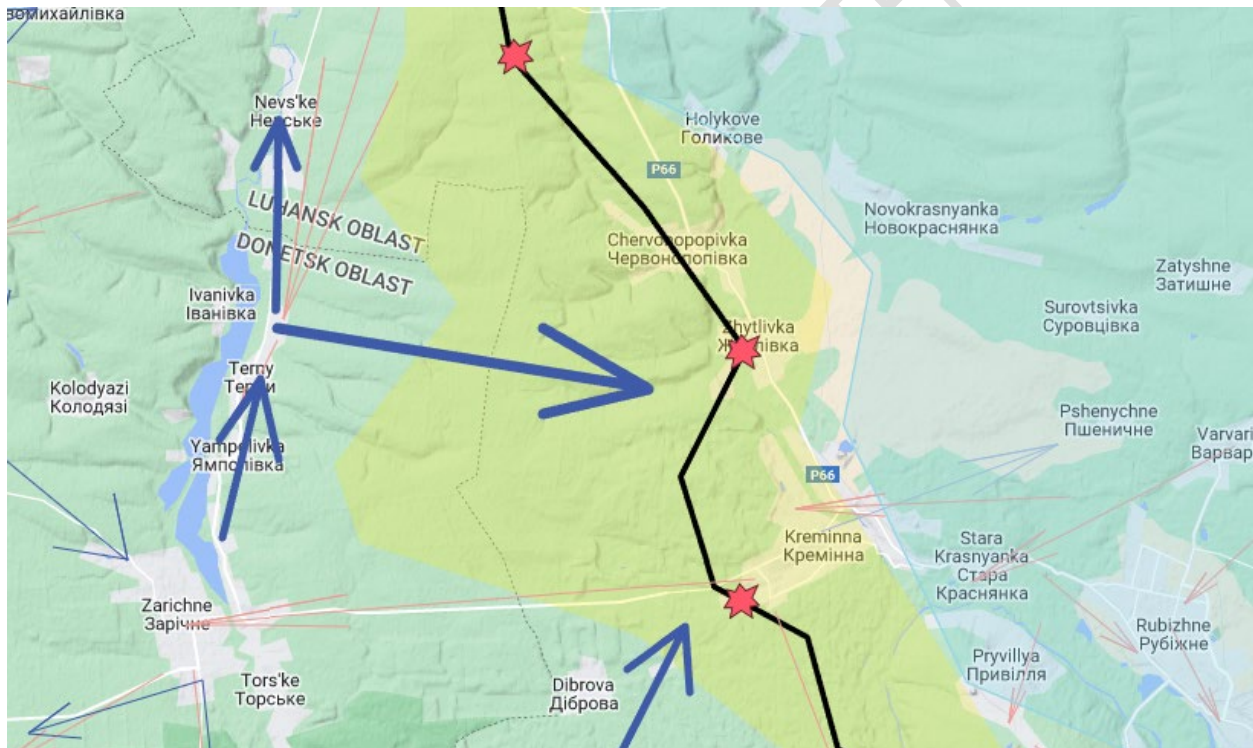 вомихайлівка
Nevs'ke
Holykove
Голикове
P66
LUHANSK OBLAST
DONETSK OBLAST
Novokrasnyanka
Новокраснянка
Chervonopopivka
Червонопопівка
Zatyshne
Затишне
Ivanivka
Іванівка
Surovtsivka
Суровцівка
Zhytlivka
Terny
Kolodyazi
Колодязі
Pshenychne
Пшеничне
Yampolivka
Ямполівка
Varvari
Варвар
P66
Kreminna
Кремінна
Stara
Krasnyanka
Стара
Краснянка
Zarichne
Зарічне
Rubizhne
Рубіжне
Pryvillya
Привілля
Tors'ke
Торське
Dibrova
Діброва